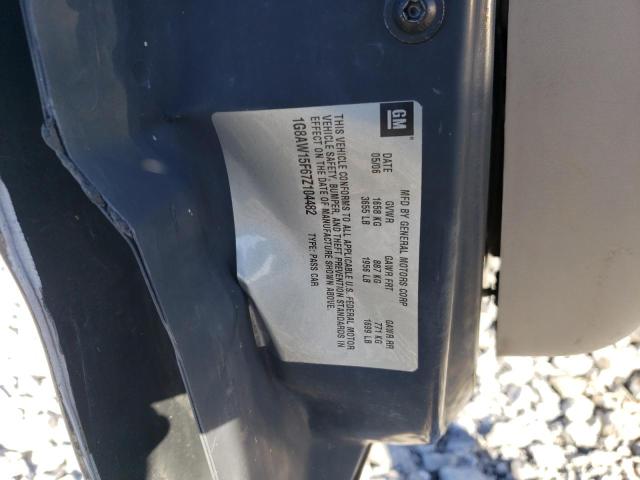 GM
MFD BY GENERAL MOTORS CORP
DATE GVWR GAWR FRT GAWR RR
05/06 1658 KG 887 KG 771 KG
3655 LB 1956 LB 1699 LB
THIS VEHICLE CONFORMS TO ALL APPLICABLE U.S. FEDERAL MOTOR
VEHICLE SAFETY, BUMPER, AND THEFT PREVENTION STANDARDS IN
EFFECT ON THE DATE OF MANUFACTURE SHOWN ABOVE.
1G8AW15F67Z104482 TYPE: PASS CAR